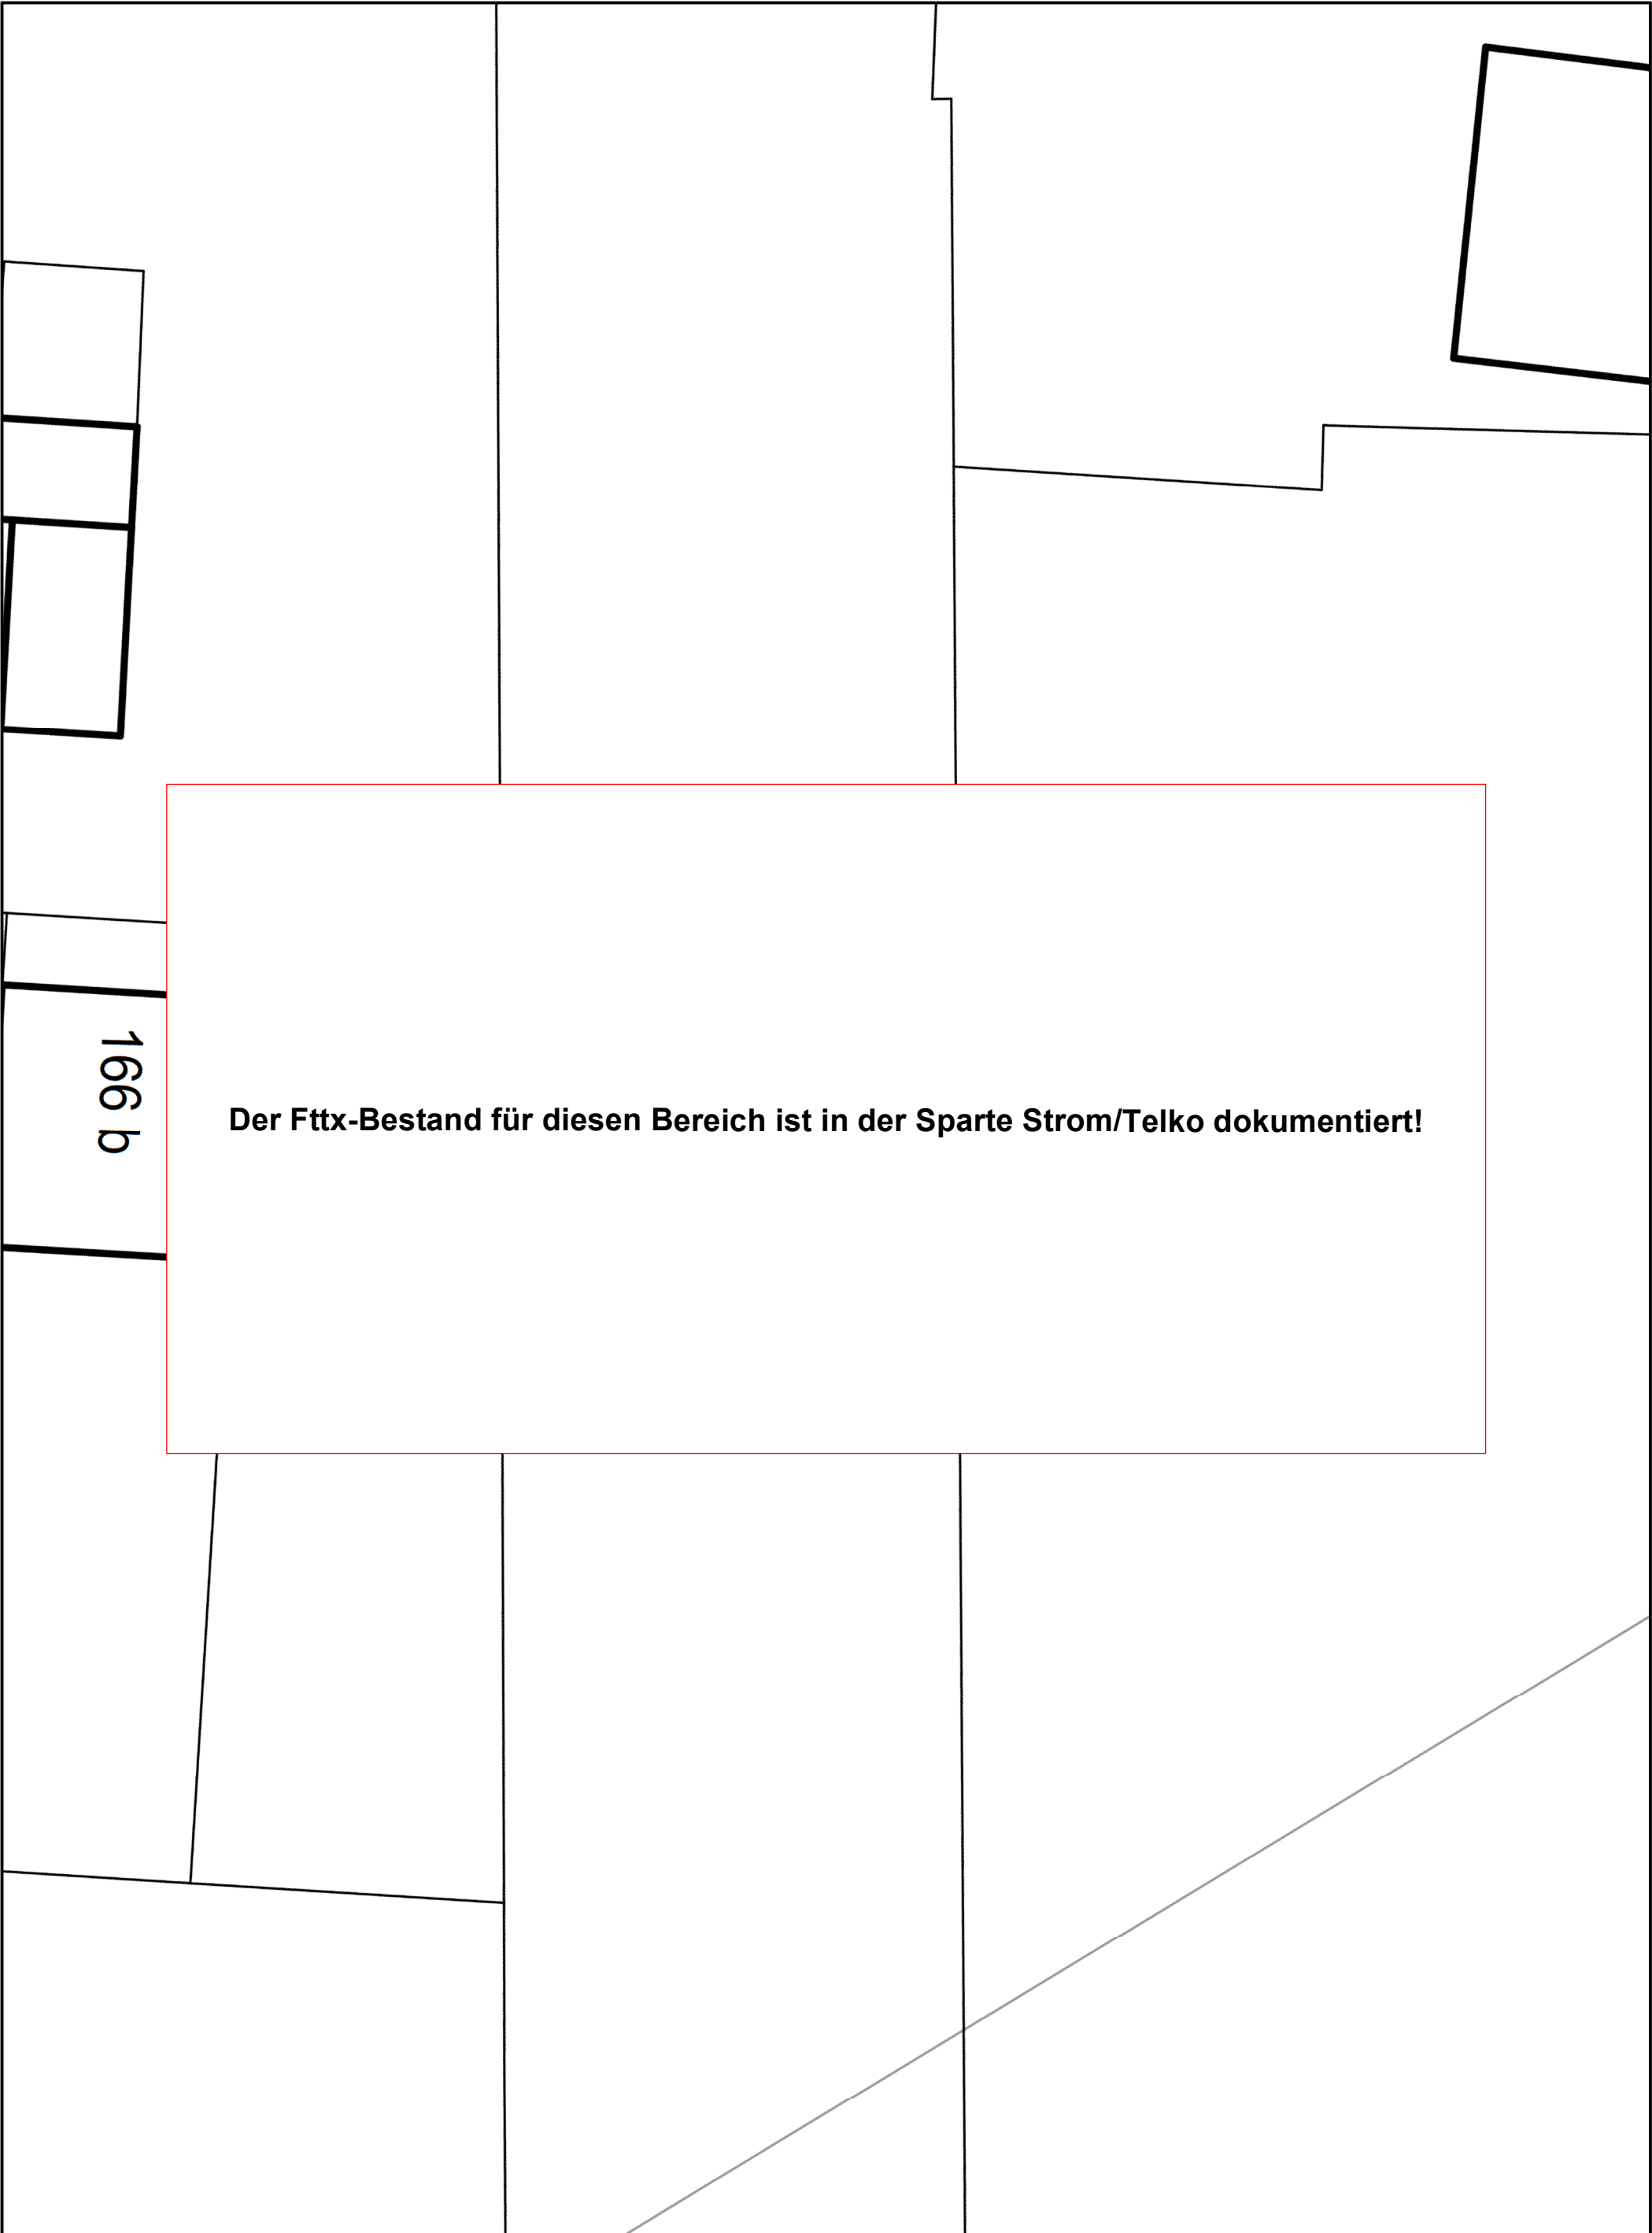 166 b
Der Fttx-Bestand für diesen Bereich ist in der Sparte Strom/Telko dokumentiert!